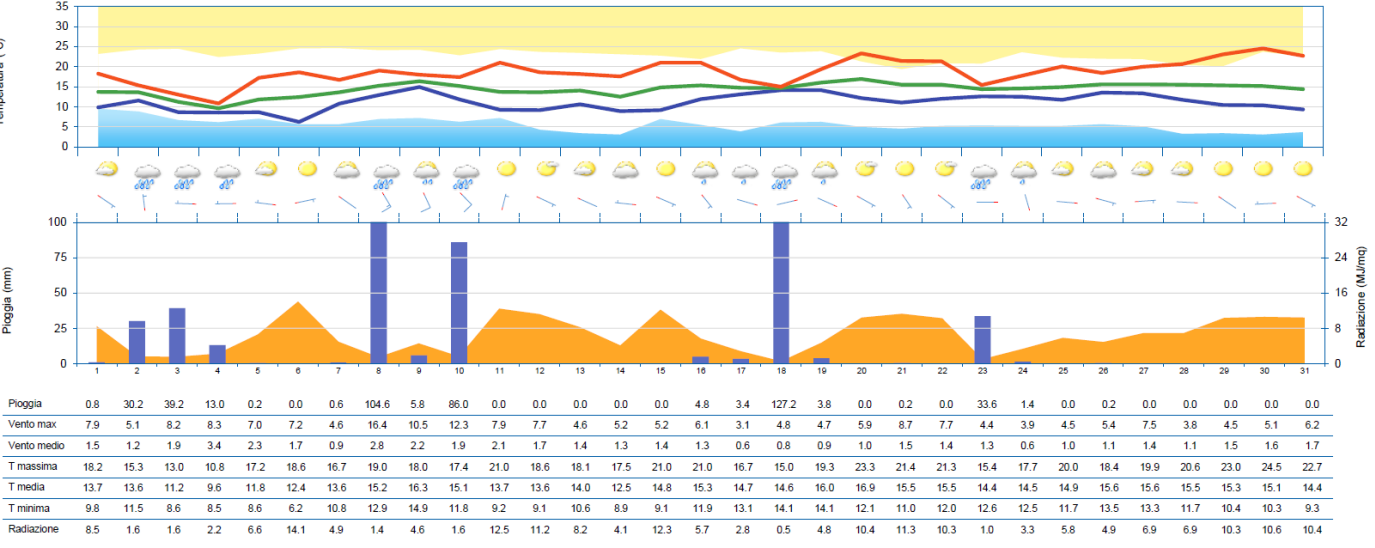 35
30
25
20
15
10
5
0
Temperatura (°C)
100 32
75 24
50 16
25 8
0 0
Pioggia (mm)
Radiazione (MJ/mq)
1 2 3 4 5 6 7 8 9 10 11 12 13 14 15 16 17 18 19 20 21 22 23 24 25 26 27 28 29 30 31
Pioggia 0.8 30.2 39.2 13.0 0.2 0.0 0.6 104.6 5.8 86.0 0.0 0.0 0.0 0.0 0.0 4.8 3.4 127.2 3.8 0.0 0.2 0.0 33.6 1.4 0.0 0.2 0.0 0.0 0.0 0.0 0.0
Vento max 7.9 5.1 8.2 8.3 7.0 7.2 4.6 16.4 10.5 12.3 7.9 7.7 4.6 5.2 5.2 6.1 3.1 4.8 4.7 5.9 8.7 7.7 4.4 3.9 4.5 5.4 7.5 3.8 4.5 5.1 6.2
Vento medio 1.5 1.2 1.9 3.4 2.3 1.7 0.9 2.8 2.2 1.9 2.1 1.7 1.4 1.3 1.4 1.3 0.6 0.8 0.9 1.0 1.5 1.4 1.3 0.6 1.0 1.1 1.4 1.1 1.5 1.6 1.7
T massima 18.2 15.3 13.0 10.8 17.2 18.6 16.7 19.0 18.0 17.4 21.0 18.6 18.1 17.5 21.0 21.0 16.7 15.0 19.3 23.3 21.4 21.3 15.4 17.7 20.0 18.4 19.9 20.6 23.0 24.5 22.7
T media 13.7 13.6 11.2 9.6 11.8 12.4 13.6 15.2 16.3 15.1 13.7 13.6 14.0 12.5 14.8 15.3 14.7 14.6 16.0 16.9 15.5 15.5 14.4 14.5 14.9 15.6 15.6 15.5 15.3 15.1 14.4
T minima 9.8 11.5 8.6 8.5 8.6 6.2 10.8 12.9 14.9 11.8 9.2 9.1 10.6 8.9 9.1 11.9 13.1 14.1 14.1 12.1 11.0 12.0 12.6 12.5 11.7 13.5 13.3 11.7 10.4 10.3 9.3
Radiazione 8.5 1.6 1.6 2.2 6.6 14.1 4.9 1.4 4.6 1.6 12.5 11.2 8.2 4.1 12.3 5.7 2.8 0.5 4.8 10.4 11.3 10.3 1.0 3.3 5.8 4.9 6.9 6.9 10.3 10.6 10.4